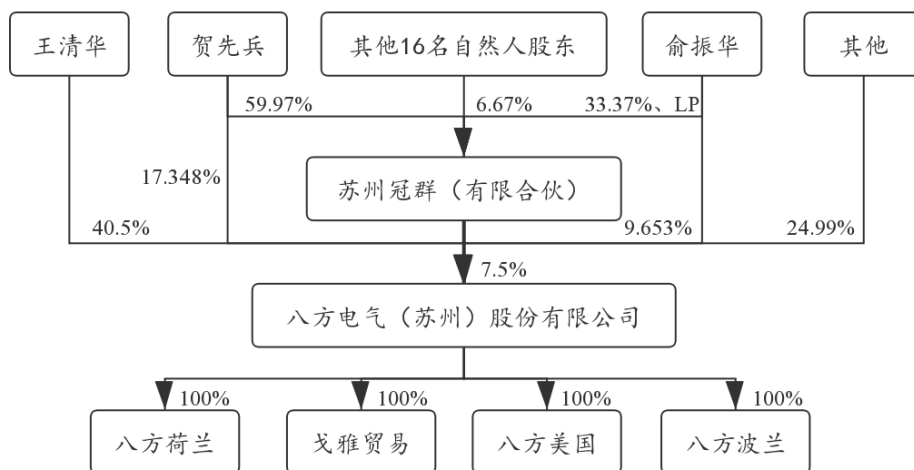 王清华
贺先兵
其他16名自然人股东
俞振华
其他
59.97%
6.67%
33.37%、LP
17.348%
苏州冠群（有限合伙）
40.5%
9.653%
24.99%
7.5%
八方电气（苏州）股份有限公司
100%
100%
100%
100%
八方荷兰
戈雅贸易
八方美国
八方波兰